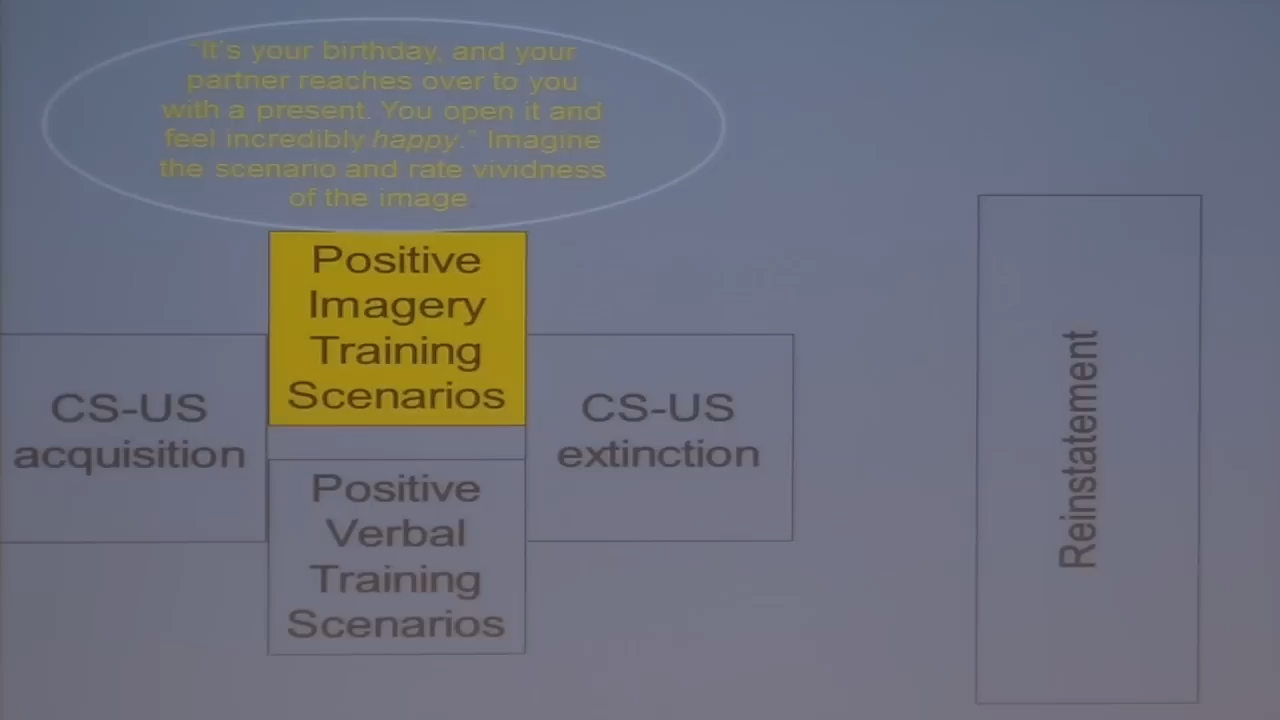 "It's your birthday, and your
partner reaches over to you
with a present. You open it and
feel incredibly happy." Imagine
the scenario and rate vividness
of the image
Positive
Imagery
Training
Scenarios
CS-US
acquisition
CS-US
extinction
Positive
Verbal
Training
Scenarios
Reinstatement